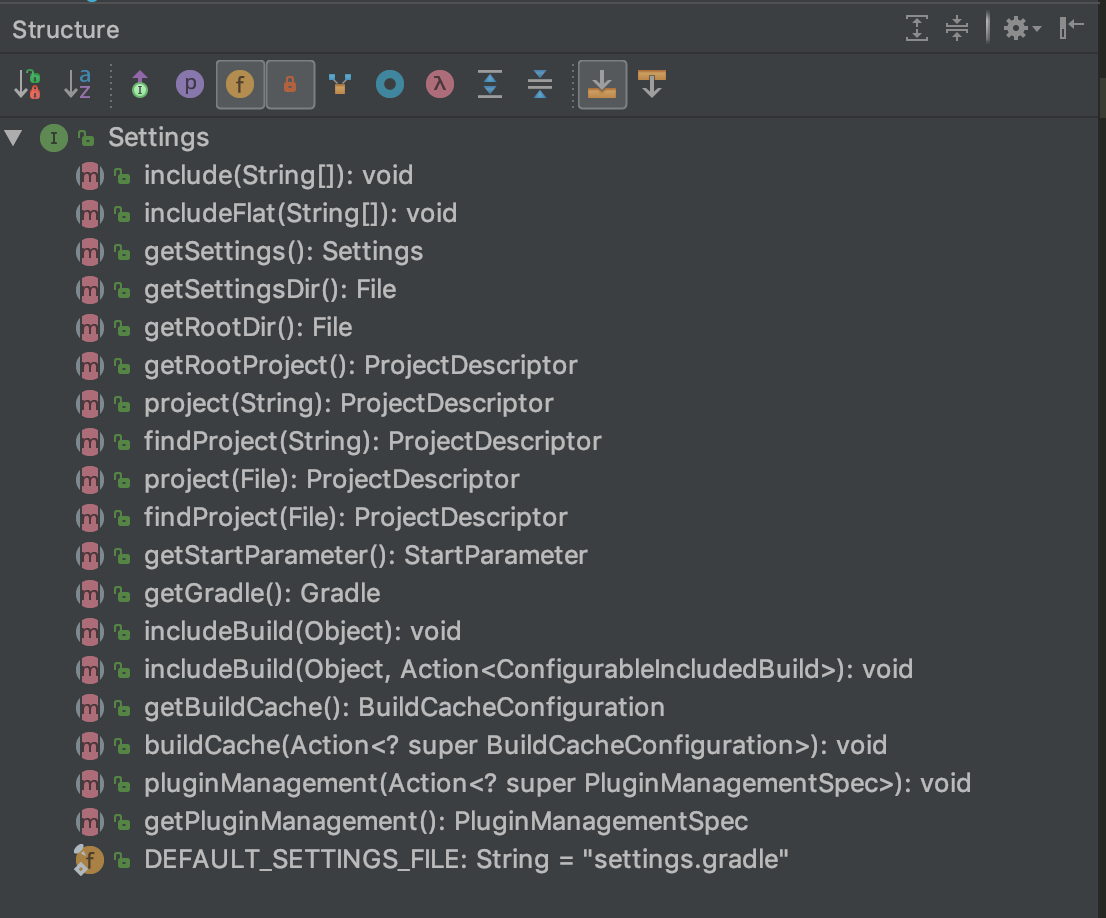 Structure
Settings
include(String[]): void
includeFlat(String[]): void
getSettings(): Settings
getSettingsDir(): File
getRootDir(): File
getRootProject(): ProjectDescriptor
project(String): ProjectDescriptor
findProject(String): ProjectDescriptor
project(File): ProjectDescriptor
findProject(File): ProjectDescriptor
getStartParameter(): StartParameter
getGradle(): Gradle
includeBuild(Object): void
includeBuild(Object, Action<ConfigurableIncludedBuild>): void
getBuildCache(): BuildCacheConfiguration
buildCache(Action<? super BuildCacheConfiguration>): void
pluginManagement(Action<? super PluginManagementSpec>): void
getPluginManagement(): PluginManagementSpec
DEFAULT_SETTINGS_FILE: String = "settings.gradle"